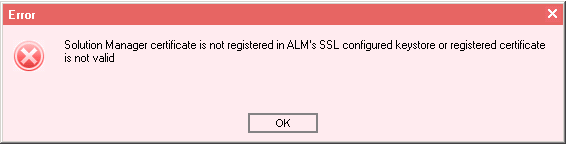 Error
Solution Manager certificate is not registered in ALM's SSL configured keystore or registered certificate
is not valid
OK